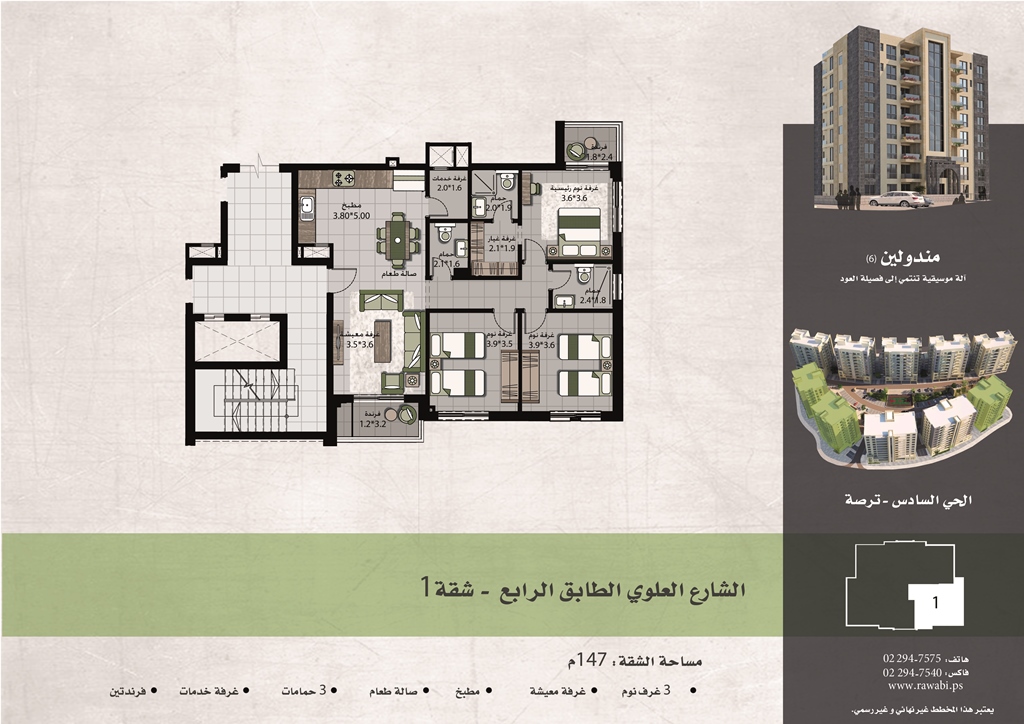 فرندة
1.8*2.4
غرفة خدمات
2.0*1.6
حمام
2.0*1.9
غرفة نوم رئيسية
3.6*3.6
مطبخ
3.80*5.00
غرفة غيار
2.1*1.9
حمام
2.1*1.6
صالة طعام
حمام
2.4*1.8
غرفة معيشة
3.5*3.6
غرفة نوم
3.9*3.5
غرفة نوم
3.9*3.6
فرندة
1.2*3.2
مندولين (6)
آلة موسيقية تنتمي إلى فصيلة العود
الحي السادس - ترصة
الشارع العلوي الطابق الرابع - شقة 1
1
مساحة الشقة: 147م
• 3 غرف نوم • غرفة معيشة • مطبخ • صالة طعام • 3 حمامات • غرفة خدمات • فرندتين
هاتف: 02 294-7575
فاكس: 02 294-7540
www.rawabi.ps
يعتبر هذا المخطط غير نهائي و غير رسمي.